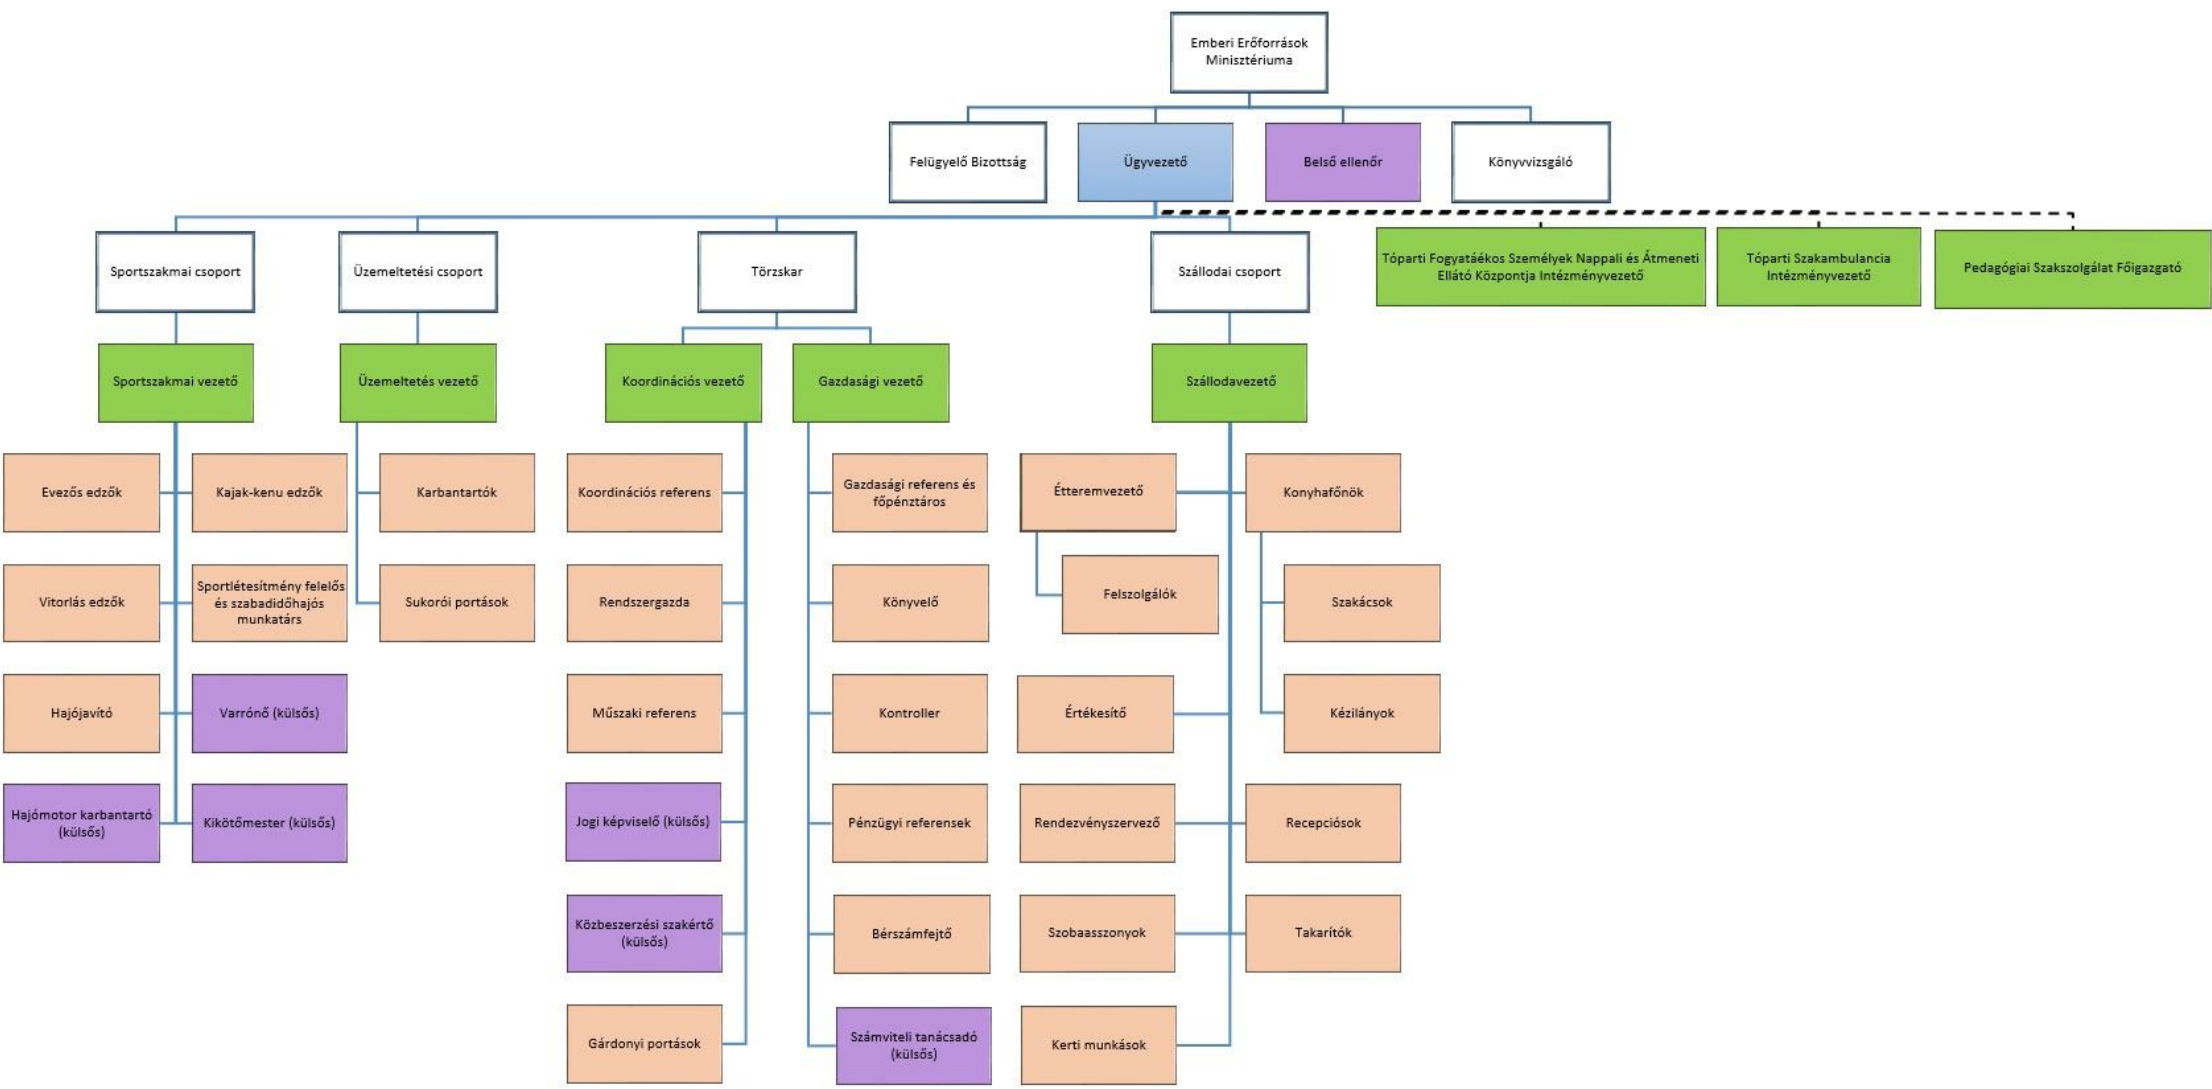 Emberi Erőforrások
Minisztériuma
Felügyelő Bizottság
Ügyvezető
Belső ellenőr
Könyvvizsgáló
Sportszakmai csoport
Üzemeltetési csoport
Törzskar
Szállodai csoport
Tóparti Fogyatáékos Személyek Nappali és Átmeneti
Ellátó Központja Intézményvezető
Tóparti Szakambulancia
Intézményvezető
Pedagógiai Szakszolgálat Főigazgató
Sportszakmai vezető
Üzemeltetés vezető
Koordinációs vezető
Gazdasági vezető
Szállodavezető
Evezős edzők
Kajak-kenu edzők
Karbantartók
Koordinációs referens
Gazdasági referens és
főpénztáros
Étteremvezető
Konyhafőnök
Vitorlás edzők
Sportlétesítmény felelős
és szabadidőhajós
munkatárs
Sukorói portások
Rendszergazda
Könyvelő
Felszolgálók
Szakácsok
Hajójavító
Varrónő (külsős)
Műszaki referens
Kontroller
Értékesítő
Kézilányok
Hajómotor karbantartó
(külsős)
Kikötőmester (külsős)
Jogi képviselő (külsős)
Pénzügyi referensek
Rendezvényszervező
Recepciósok
Közbeszerzési szakértő
(külsős)
Bérszámfejtő
Szobaasszonyok
Takarítók
Gárdonyi portások
Számviteli tanácsadó
(külsős)
Kerti munkások